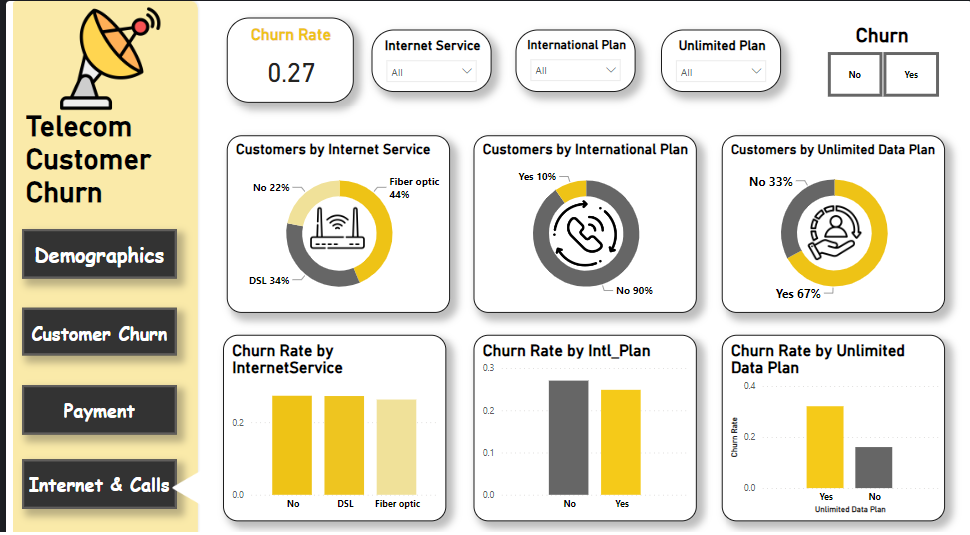 Telecom
Customer
Churn
Demographics
Customer Churn
Payment
Internet & Calls
Churn Rate
0.27
Internet Service
All
International Plan
All
Unlimited Plan
All
Churn
No
Yes
Customers by Internet Service
No 22%
Fiber optic
44%
DSL 34%
Customers by International Plan
Yes 10%
No 90%
Customers by Unlimited Data Plan
No 33%
Yes 67%
Churn Rate by
InternetService
0.2
0.0
No
DSL
Fiber optic
Churn Rate by Intl_Plan
0.3
0.2
0.1
0.0
No
Yes
Churn Rate by Unlimited
Data Plan
Churn Rate
0.4
0.2
0.0
Yes
No
Unlimited Data Plan